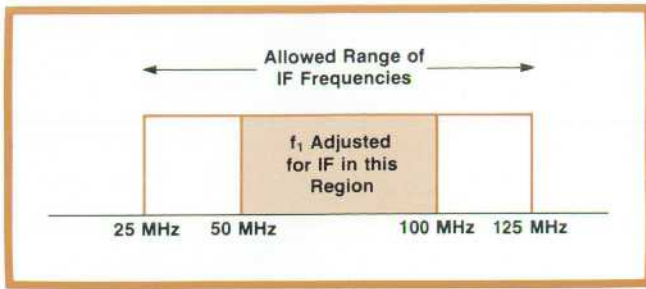 Allowed Range of
IF Frequencies
f₁ Adjusted
for IF in this
Region
25 MHz 50 MHz 100 MHz 125 MHz